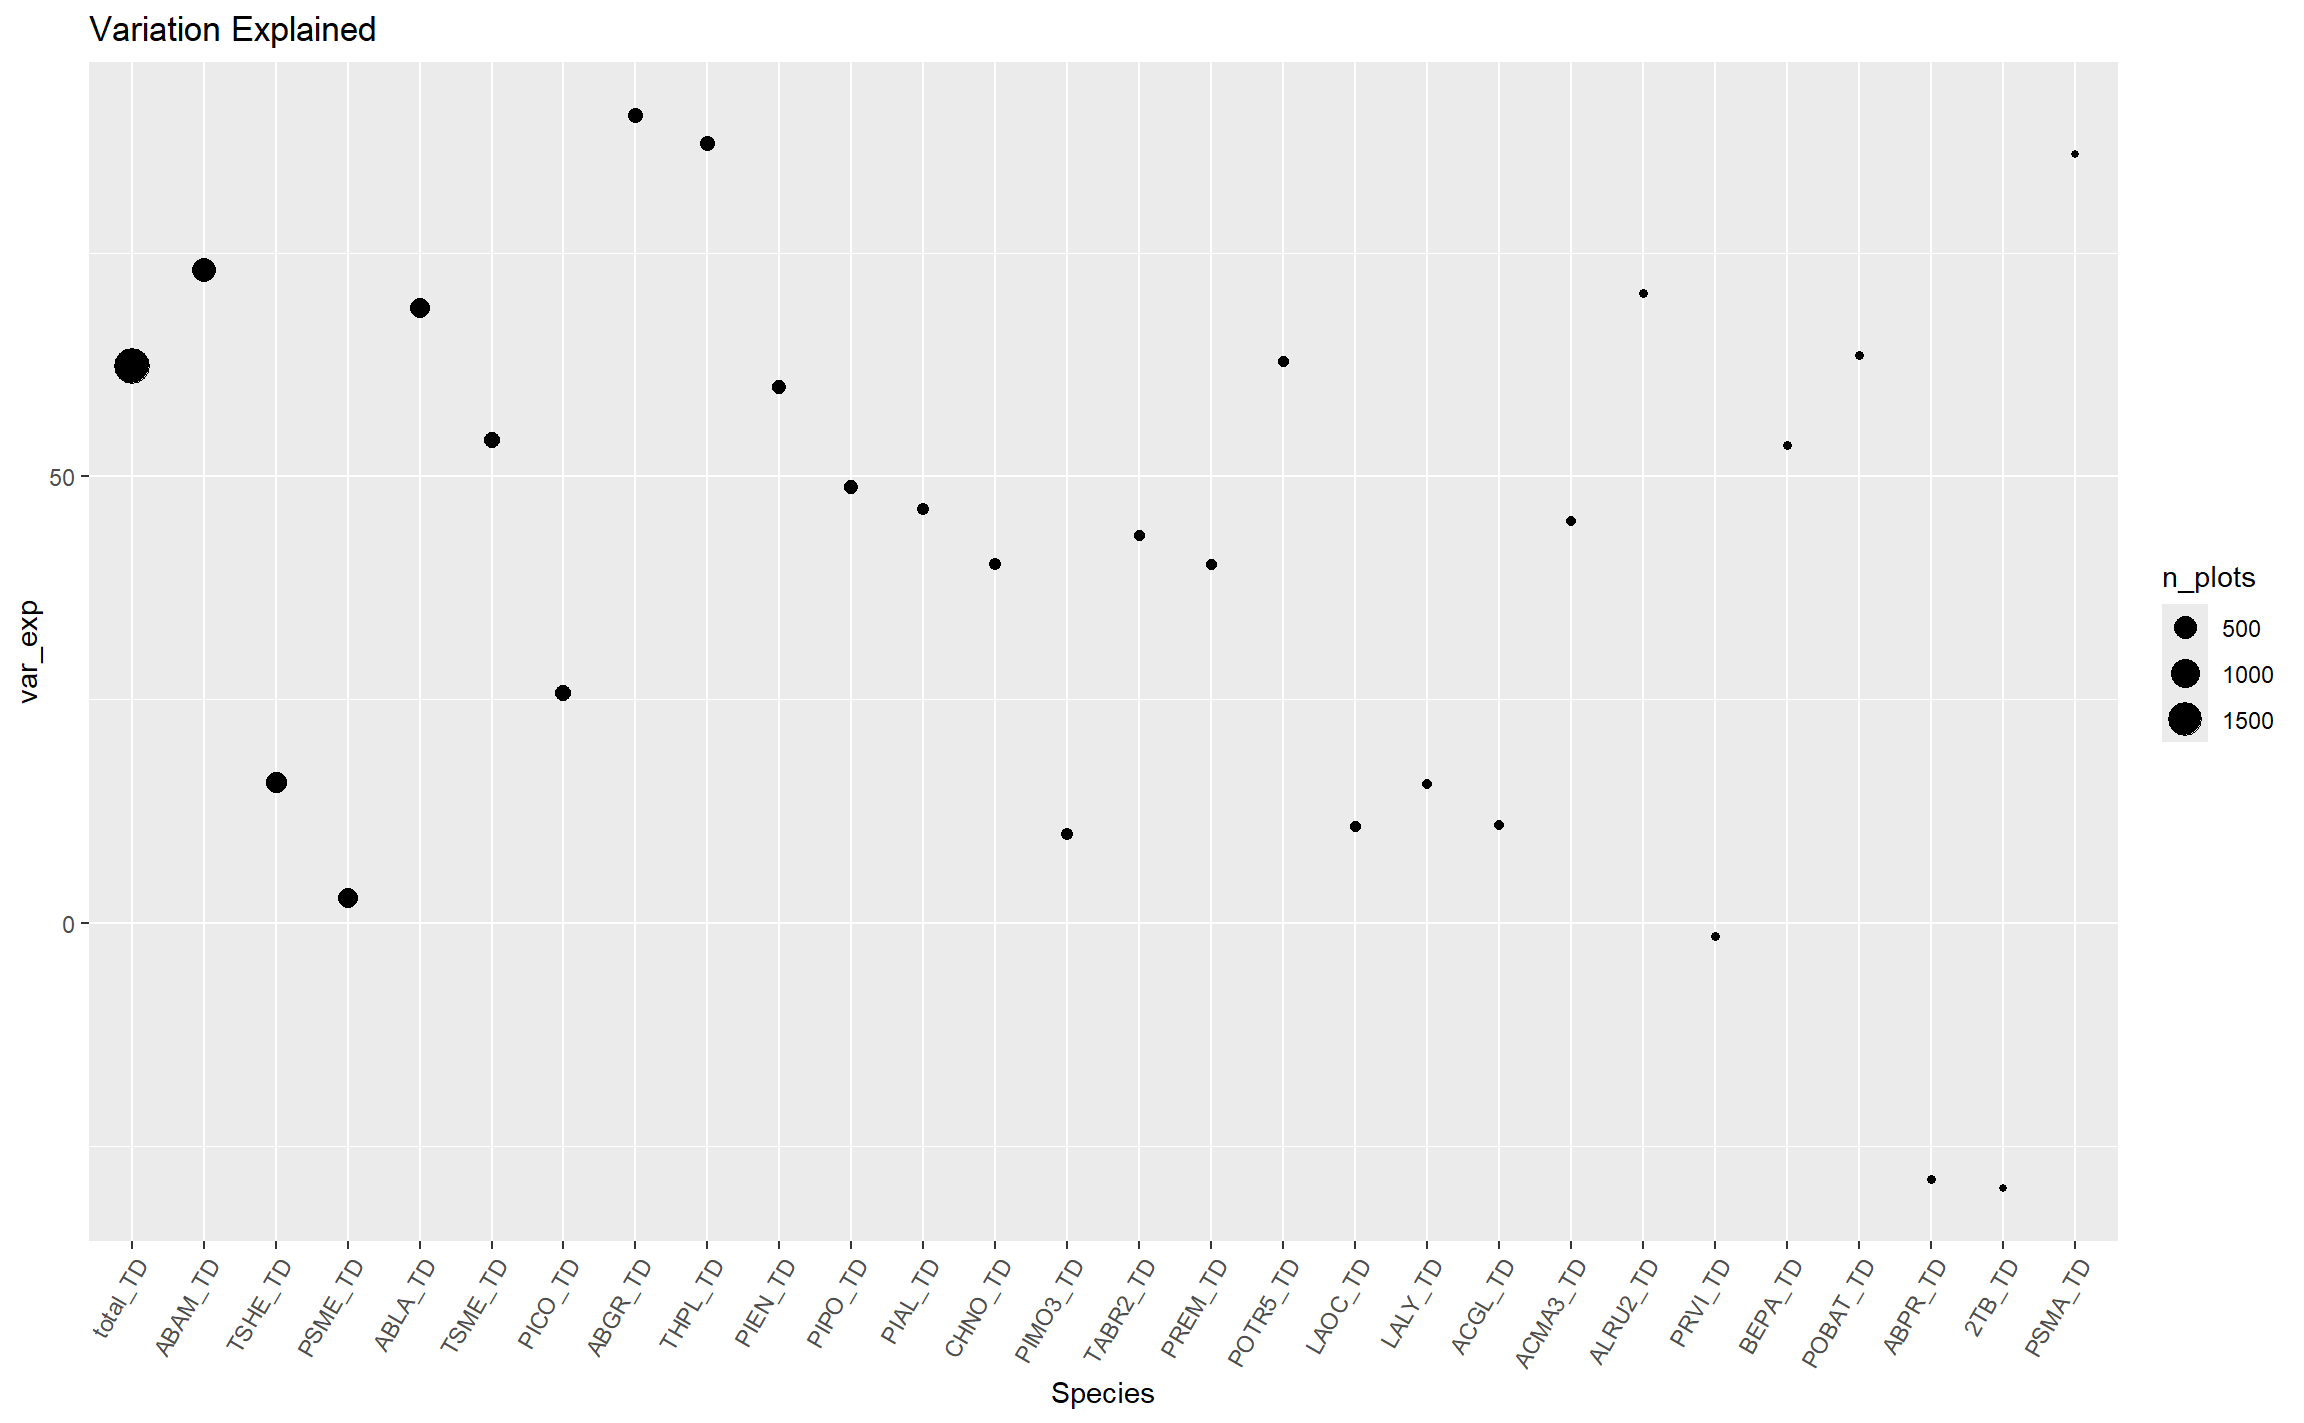 Variation Explained
var_exp
50
0
total_TD
ABAM_TD
TSHE_TD
PSME_TD
ABLA_TD
TSME_TD
PICO_TD
ABGR_TD
THPL_TD
PIEN_TD
PIPO_TD
PIAL_TD
CHNO_TD
PIMO3_TD
TABR2_TD
PREM_TD
POTR5_TD
LAOC_TD
LALY_TD
ACGL_TD
ACMA3_TD
ALRU2_TD
PRVI_TD
BEPA_TD
POBAT_TD
ABPR_TD
2TB_TD
PSMA_TD
Species
n_plots
500
1000
1500